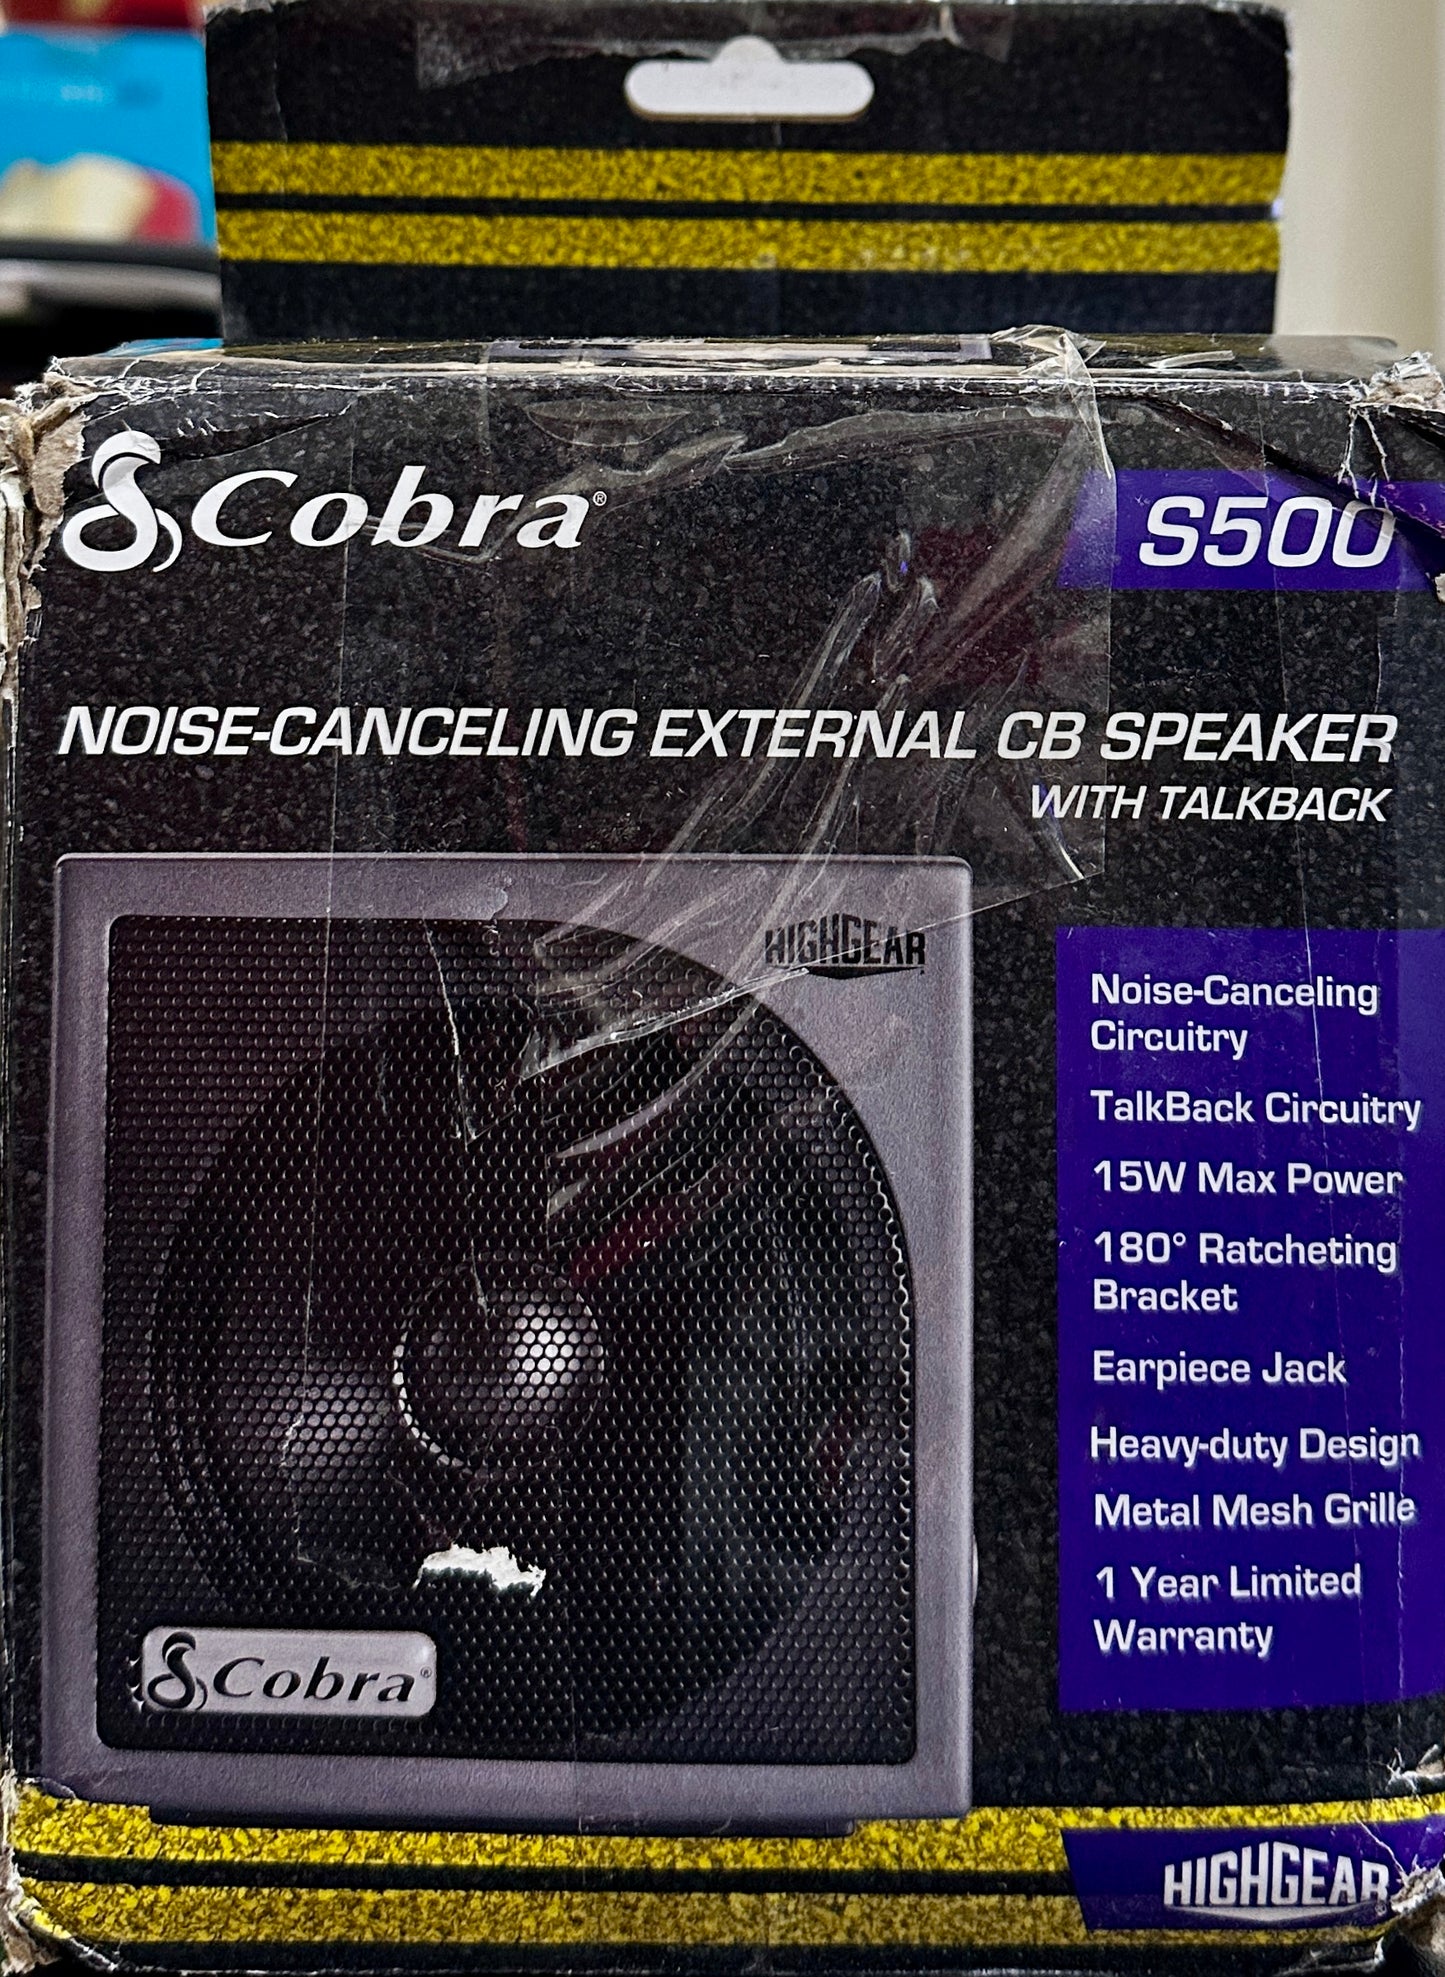 Cobra®
S500
NOISE-CANCELING EXTERNAL CB SPEAKER
WITH TALKBACK
HIGHGEAR
Noise-Canceling
Circuitry
TalkBack Circuitry
15W Max Power
180° Ratcheting
Bracket
Earpiece Jack
Heavy-duty Design
Metal Mesh Grille
1 Year Limited
Warranty
Cobra®
HIGHGEAR®